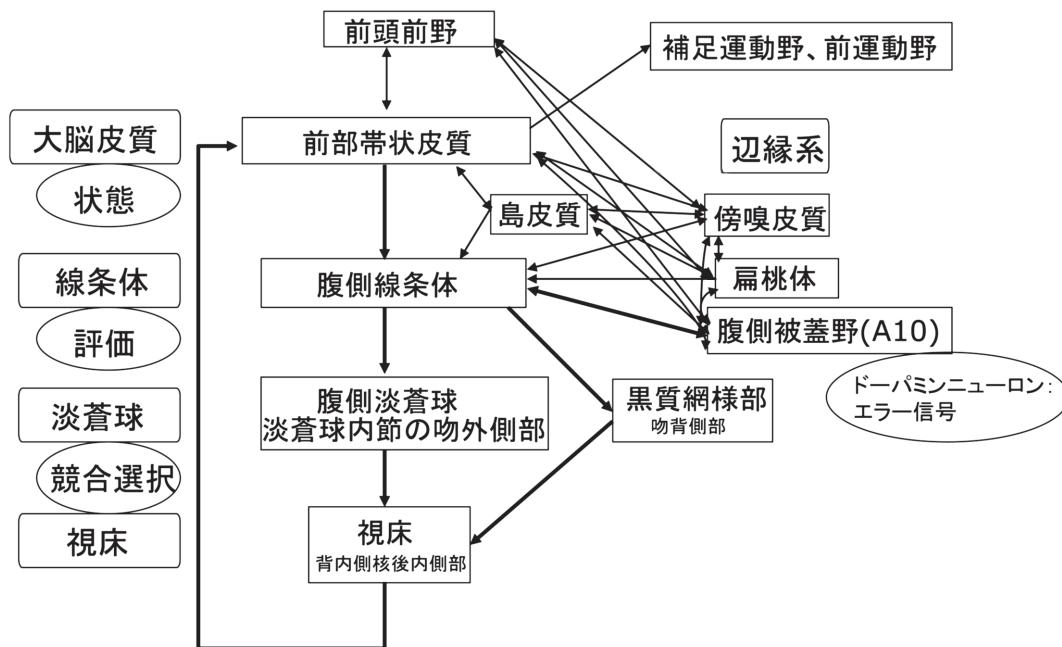 前頭前野
補足運動野、前運動野
大脳皮質
前部帯状皮質
辺縁系
状態
島皮質
傍嗅皮質
線条体
腹側線条体
扁桃体
評価
腹側被蓋野(A10)
ドーパミンニューロン:
エラー信号
淡蒼球
腹側淡蒼球
淡蒼球内節の吻外側部
黒質網様部
吻背側部
競合選択
視床
視床
背内側核後内側部